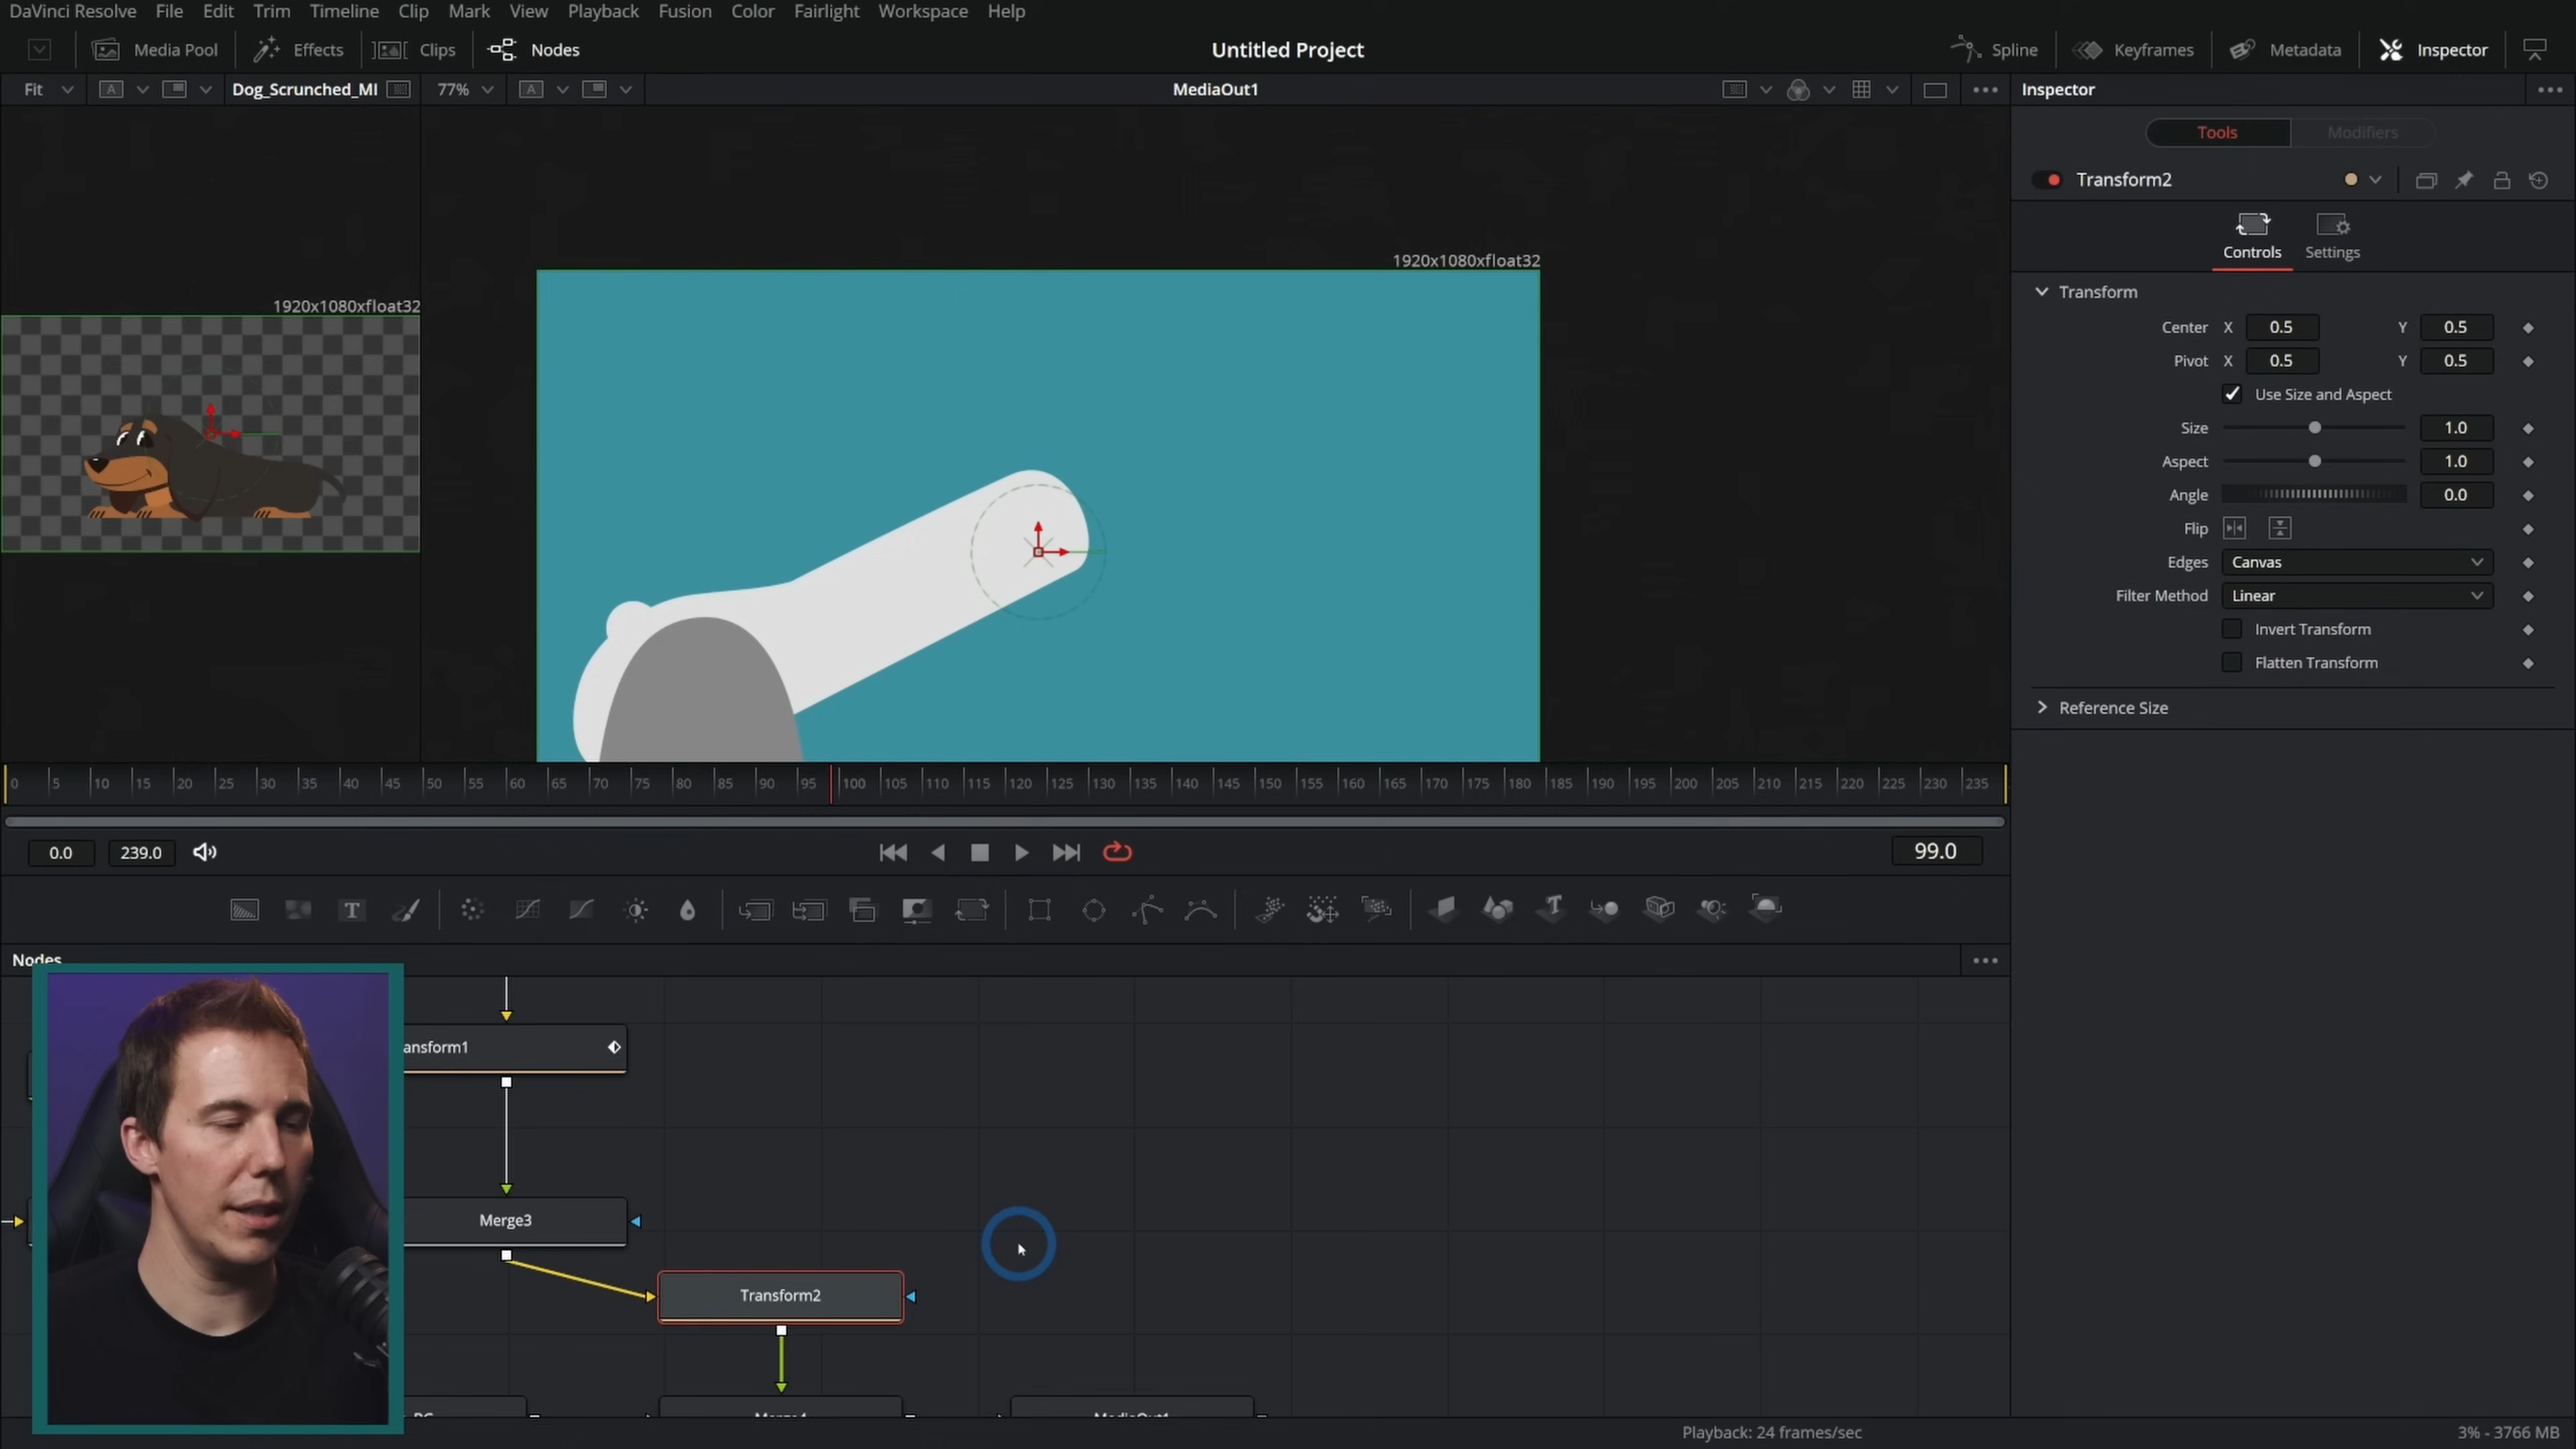 DaVinci Resolve File Edit Trim Timeline Clip Mark View Playback Fusion Color Fairlight Workspace Help
Media Pool Effects Clips Nodes Untitled Project Spline Keyframes Metadata Inspector
Fit A Dog_Scrunched_MI 77% A MediaOut1 Inspector
Tools Modifiers
Transform2
Controls Settings
1920x1080xfloat32
1920x1080xfloat32
Transform
Center X 0.5 Y 0.5
Pivot X 0.5 Y 0.5
Use Size and Aspect
Size 1.0
Aspect 1.0
Angle 0.0
Flip
Edges Canvas
Filter Method Linear
Invert Transform
Flatten Transform
Reference Size
0 5 10 15 20 25 30 35 40 45 50 55 60 65 70 75 80 85 90 95 100 105 110 115 120 125 130 135 140 145 150 155 160 165 170 175 180 185 190 195 200 205 210 215 220 225 230 235
0.0 239.0 99.0
T T
Nodes
ansform1
Merge3
Transform2
MediaOut1
Playback: 24 frames/sec 3% - 3766 MB